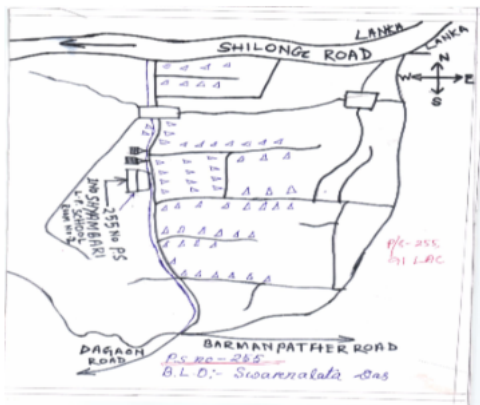 LANKA
LANKA
SHILONGE ROAD
N
W E
S
255 NO PS
SHYAMBARI
L.P. SCHOOL
P/S-255,
91 LAC
DAGAON
ROAD
BARMANPATHER ROAD
P.S. no-255
B.L.O:- Swarnalata Das